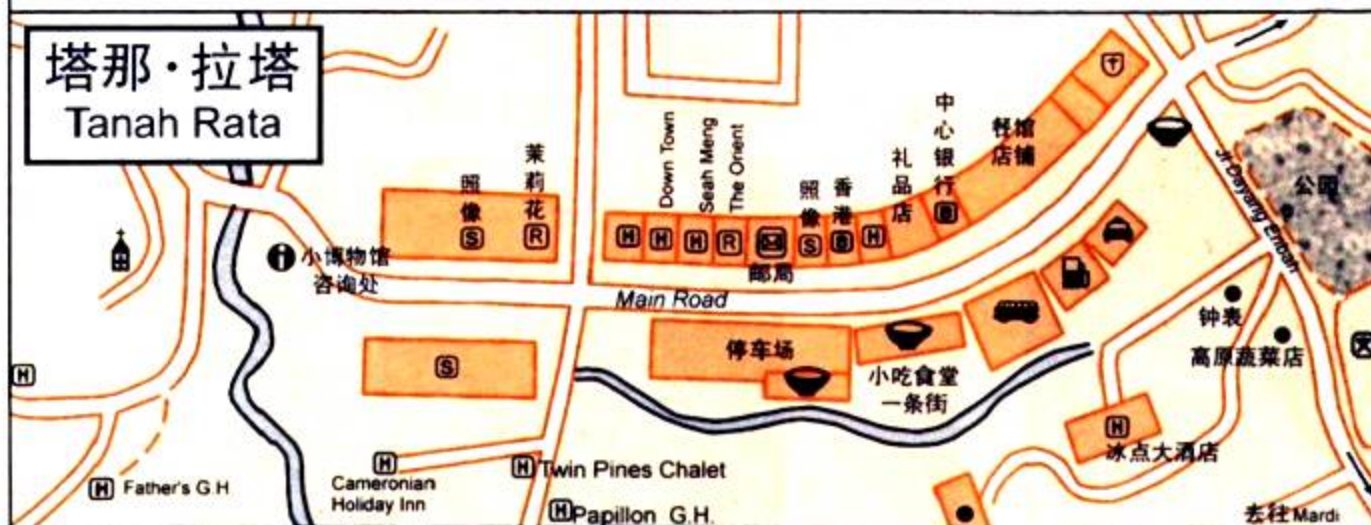 塔那·拉塔
Tanah Rata
照像
S
茉莉花
R
Down Town
Seah Meng
The Orient
照像
香港
礼品店
中心银行
餐馆
店铺
H
H
H
R
S
B
H
B
邮局
小博物馆
咨询处
Main Road
停车场
小吃食堂
一条街
S
公园
钟表
高原蔬菜店
H
冰点大酒店
H
H
Father's G.H
H
Cameronian
Holiday Inn
H
Twin Pines Chalet
H
Papillon G.H.
去往 Mardi